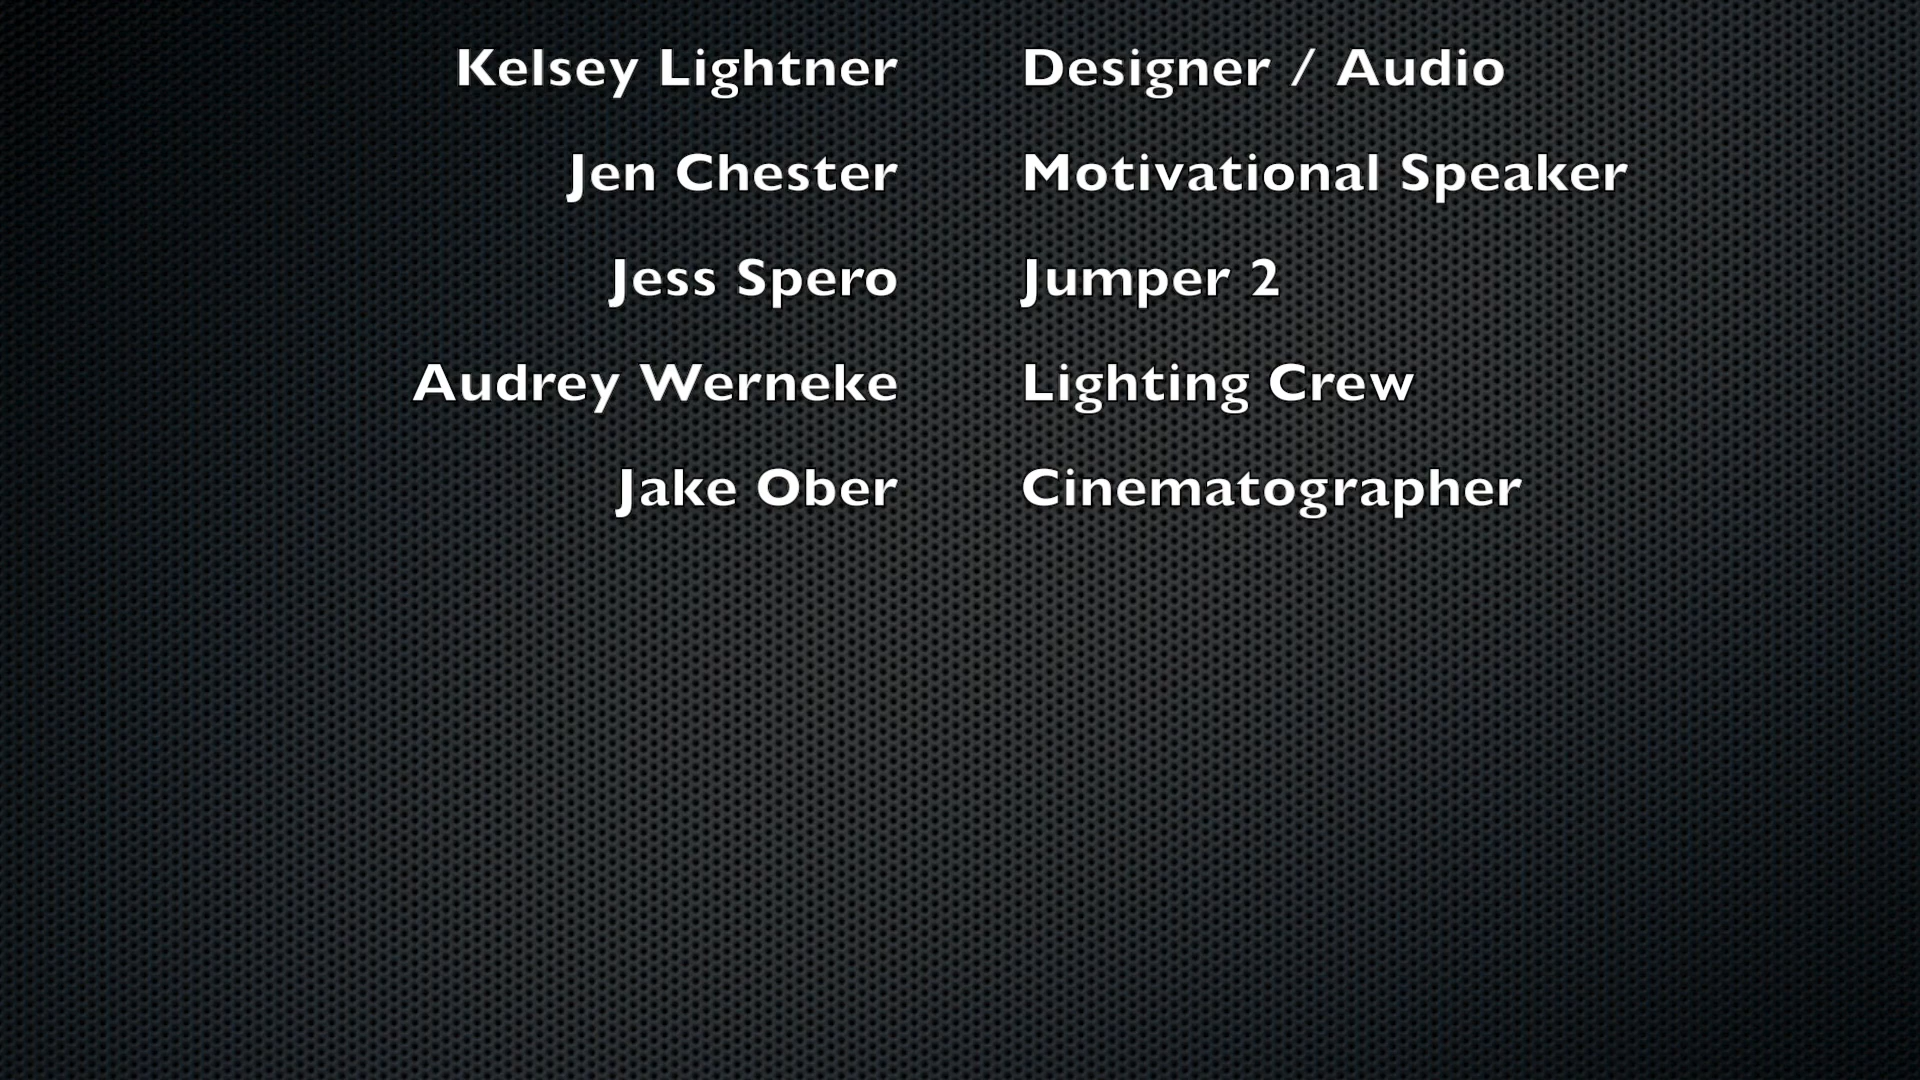 Kelsey Lightner Designer / Audio
Jen Chester Motivational Speaker
Jess Spero Jumper 2
Audrey Werneke Lighting Crew
Jake Ober Cinematographer